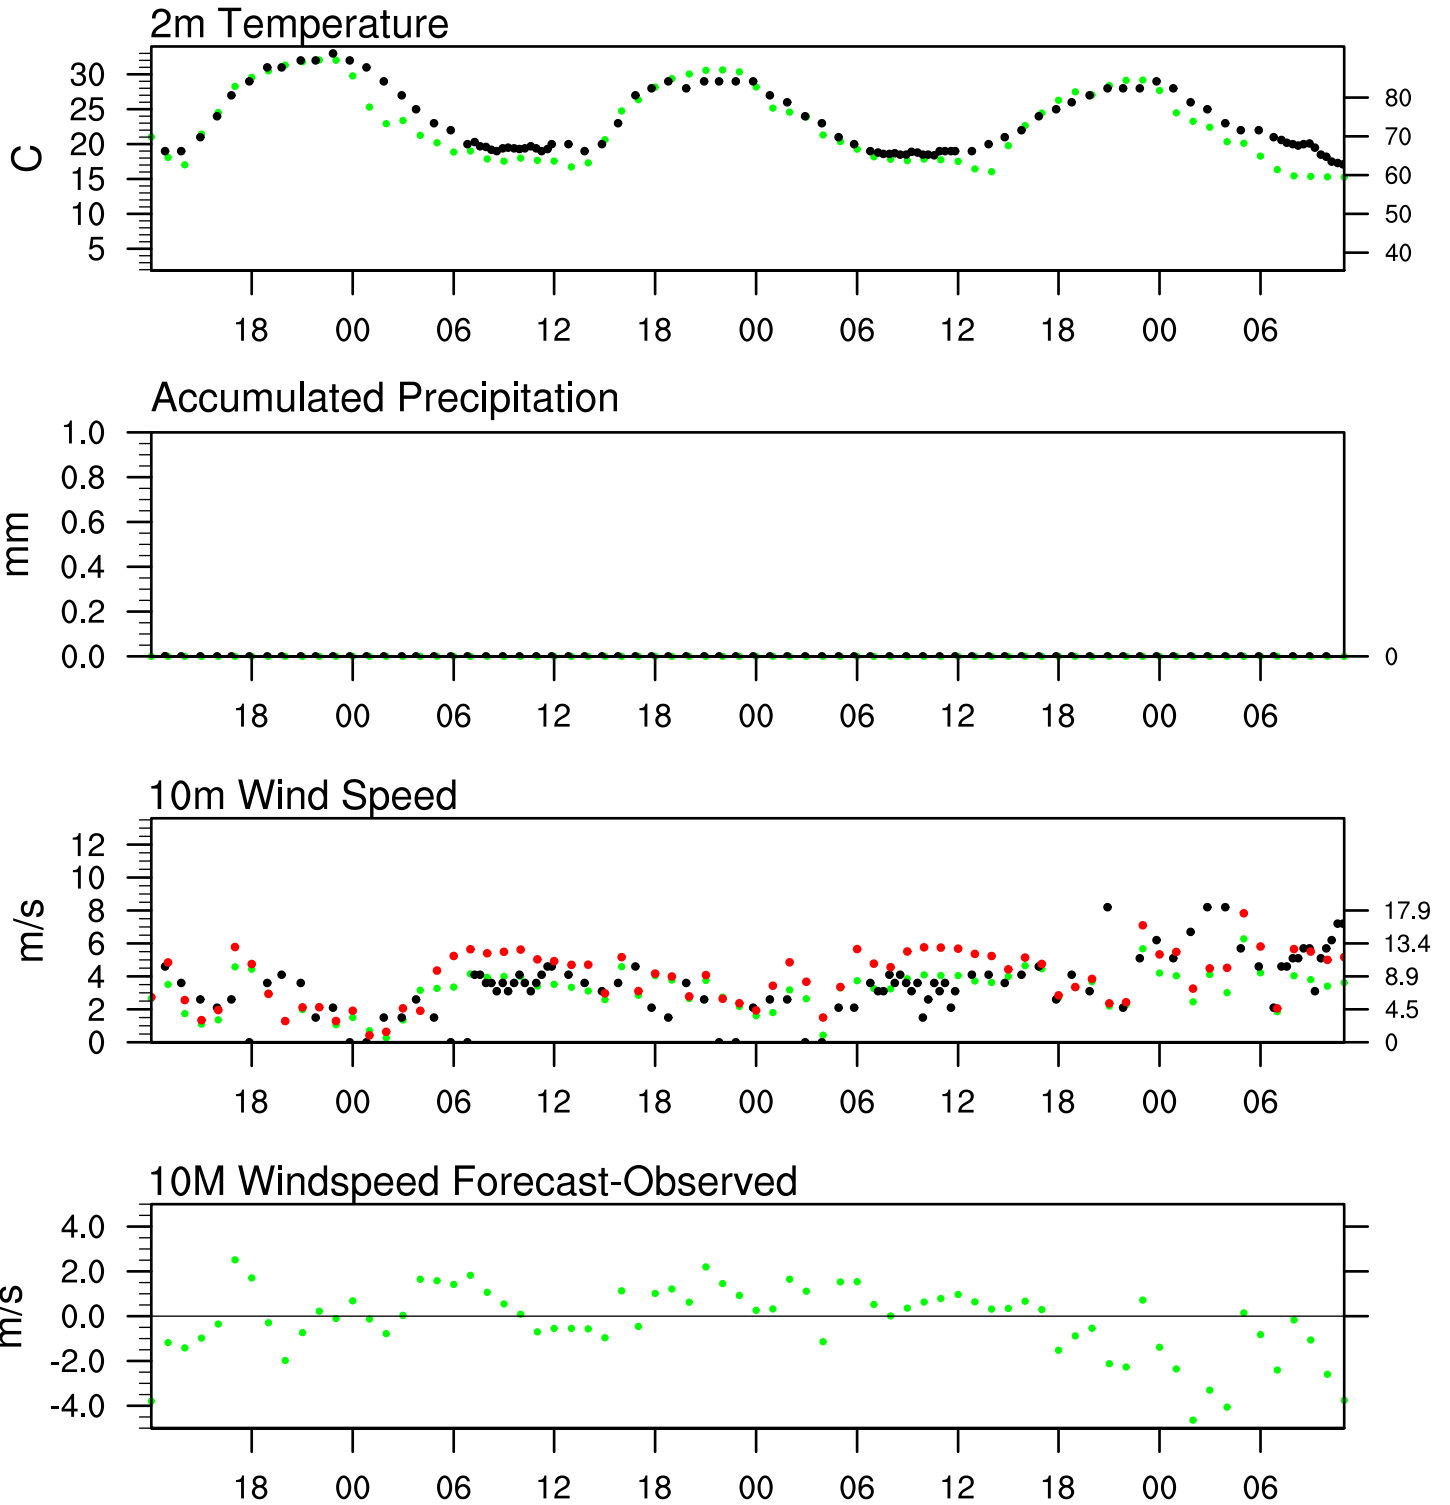 2m Temperature
30
25
20
15
10
5
C
80
70
60
50
40
18 00 06 12 18 00 06 12 18 00 06
Accumulated Precipitation
1.0
0.8
0.6
0.4
0.2
0.0
mm
0
18 00 06 12 18 00 06 12 18 00 06
10m Wind Speed
12
10
8
6
4
2
0
m/s
17.9
13.4
8.9
4.5
0
18 00 06 12 18 00 06 12 18 00 06
10M Windspeed Forecast-Observed
4.0
2.0
0.0
-2.0
-4.0
m/s
18 00 06 12 18 00 06 12 18 00 06